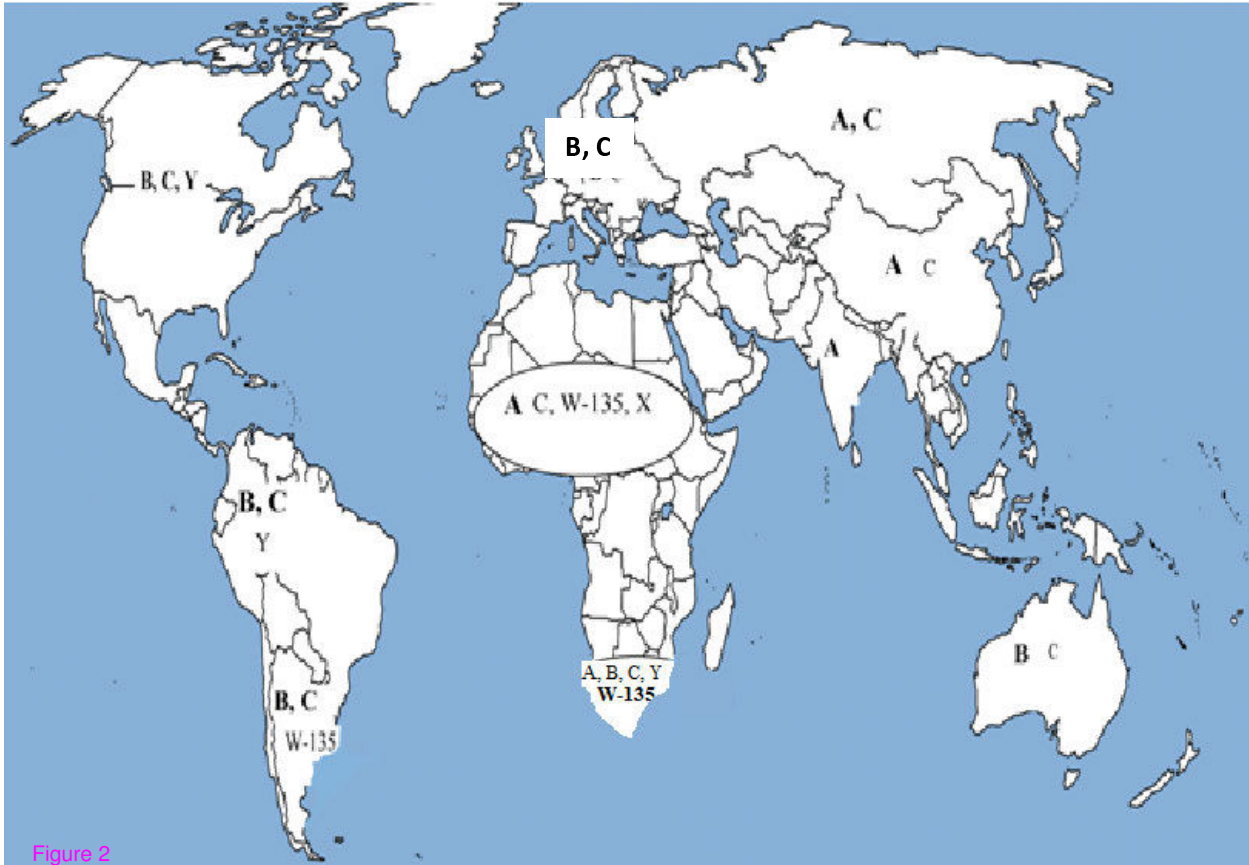 B, C
A, C
B, C, Y
A C
A
A C, W-135, X
B, C
Y
B C
A, B, C, Y
W-135
B, C
W-135
Figure 2